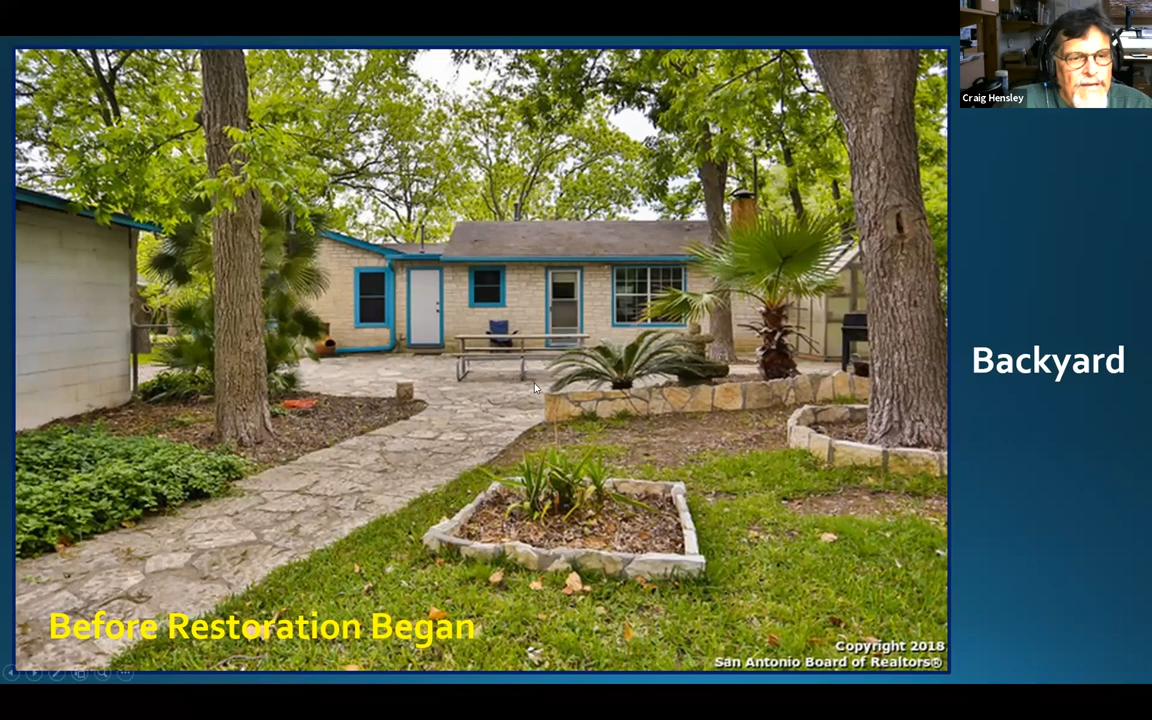 Craig Hensley
Backyard
Before Restoration Began
Copyright 2018
San Antonio Board of Realtors®